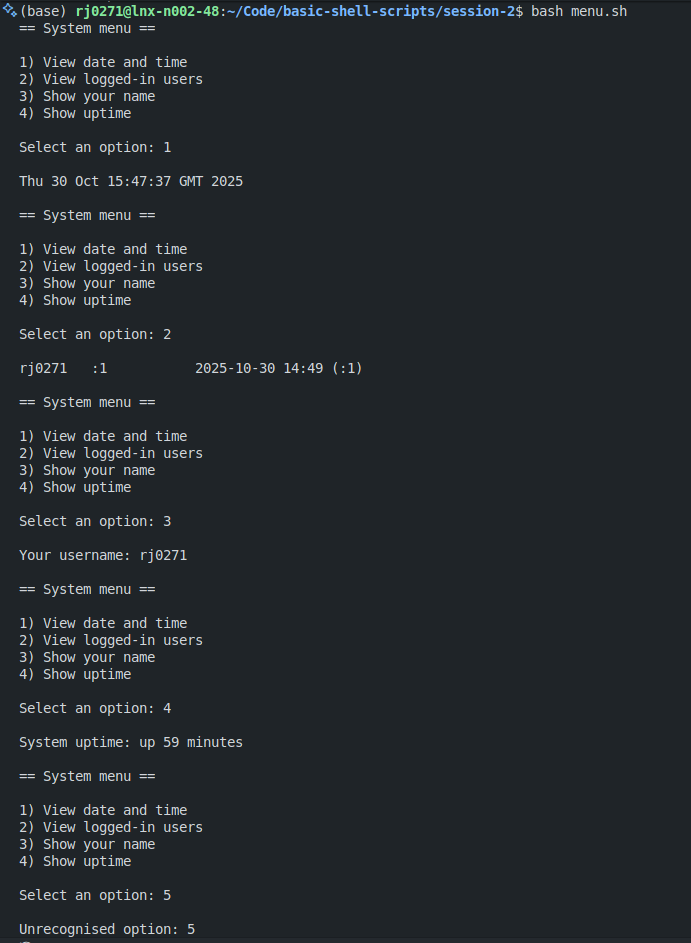 (base) rj0271@lnx-n002-48:~/Code/basic-shell-scripts/session-2$ bash menu.sh
== System menu ==
1) View date and time
2) View logged-in users
3) Show your name
4) Show uptime
Select an option: 1
Thu 30 Oct 15:47:37 GMT 2025
== System menu ==
1) View date and time
2) View logged-in users
3) Show your name
4) Show uptime
Select an option: 2
rj0271   :1           2025-10-30 14:49 (:1)
== System menu ==
1) View date and time
2) View logged-in users
3) Show your name
4) Show uptime
Select an option: 3
Your username: rj0271
== System menu ==
1) View date and time
2) View logged-in users
3) Show your name
4) Show uptime
Select an option: 4
System uptime: up 59 minutes
== System menu ==
1) View date and time
2) View logged-in users
3) Show your name
4) Show uptime
Select an option: 5
Unrecognised option: 5